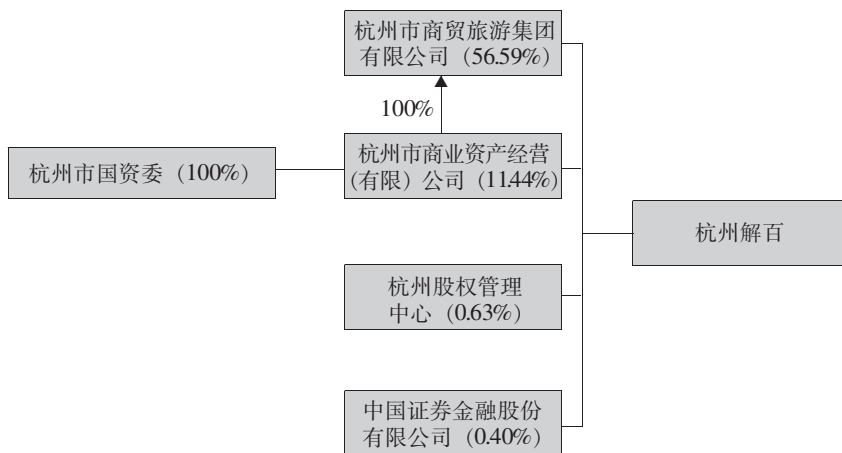 杭州市商贸旅游集团
有限公司（56.59%）
100%
杭州市国资委（100%）
杭州市商业资产经营
（有限）公司（11.44%）
杭州解百
杭州股权管理
中心（0.63%）
中国证券金融股份
有限公司（0.40%）